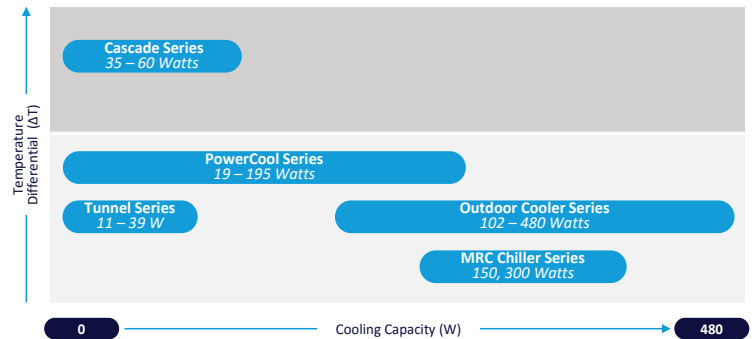 Temperature
Differential (ΔT)
Cascade Series
35 – 60 Watts
PowerCool Series
19 – 195 Watts
Tunnel Series
11 – 39 W
Outdoor Cooler Series
102 – 480 Watts
MRC Chiller Series
150, 300 Watts
0
Cooling Capacity (W)
480